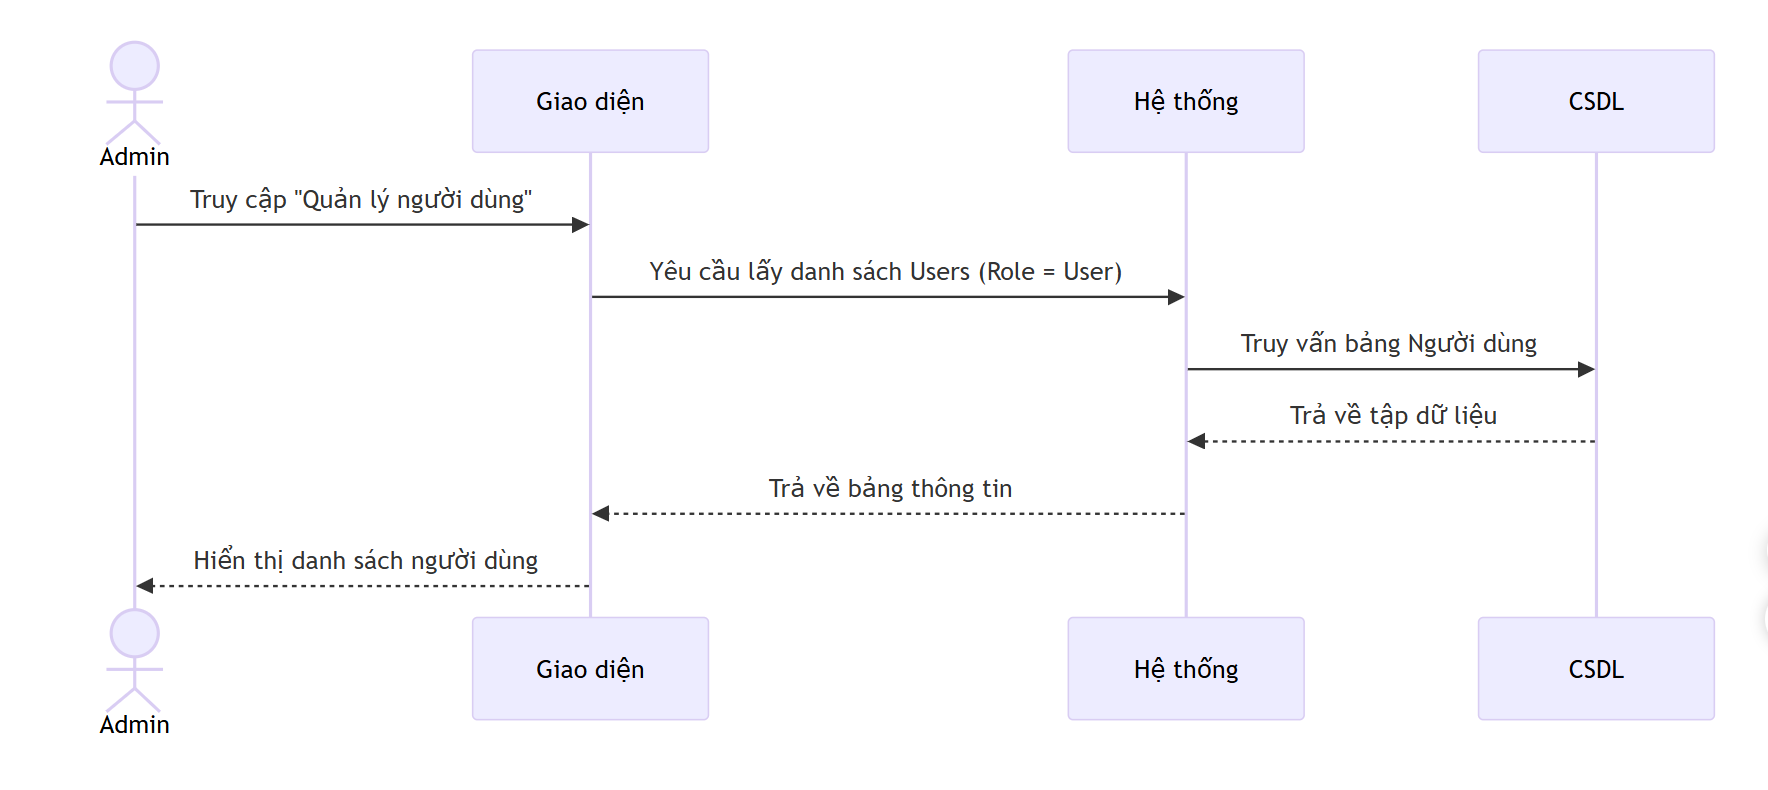 Giao diện
Hệ thống
CSDL
Admin
Truy cập "Quản lý người dùng"
Yêu cầu lấy danh sách Users (Role = User)
Truy vấn bảng Người dùng
Trả về tập dữ liệu
Trả về bảng thông tin
Hiển thị danh sách người dùng
Giao diện
Hệ thống
CSDL
Admin